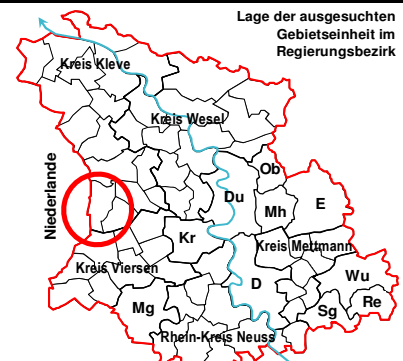 Lage der ausgesuchten
Gebietseinheit im
Regierungsbezirk
Kreis Kleve
Kreis Wesel
Niederlande
Ob
Du
Mh
E
Kr
Kreis Mettmann
Kreis Viersen
D
Wu
Mg
Sg
Re
Rhein-Kreis Neuss